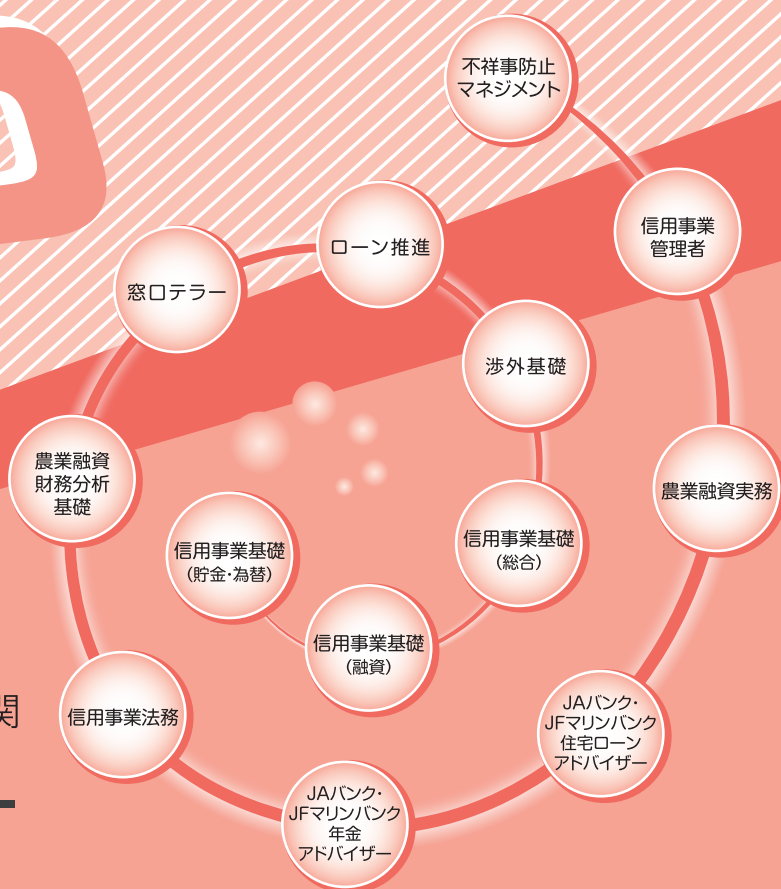 不祥事防止
マネジメント
信用事業
管理者
ローン推進
窓口テラー
渉外基礎
農業融資
財務分析
基礎
農業融資実務
信用事業基礎
(貯金・為替)
信用事業基礎
(総合)
信用事業基礎
(融資)
関
信用事業法務
JAバンク・
JFマリンバンク
住宅ローン
アドバイザー
JAバンク・
JFマリンバンク
年金
アドバイザー